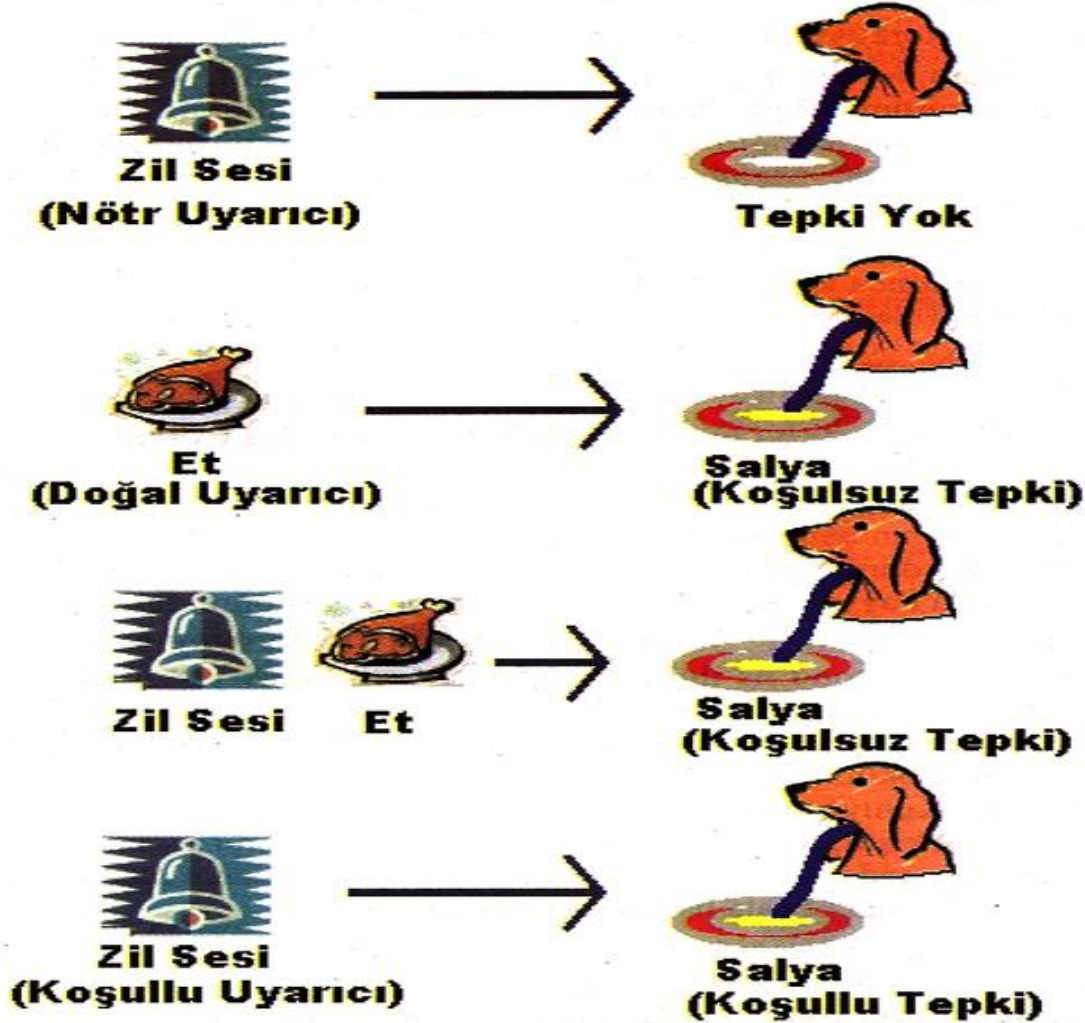 Zil Sesi
(Nötr Uyarıcı)
Tepki Yok
Et
(Doğal Uyarıcı)
Salya
(Koşulsuz Tepki)
Zil Sesi
Et
Salya
(Koşulsuz Tepki)
Zil Sesi
(Koşullu Uyarıcı)
Salya
(Koşullu Tepki)